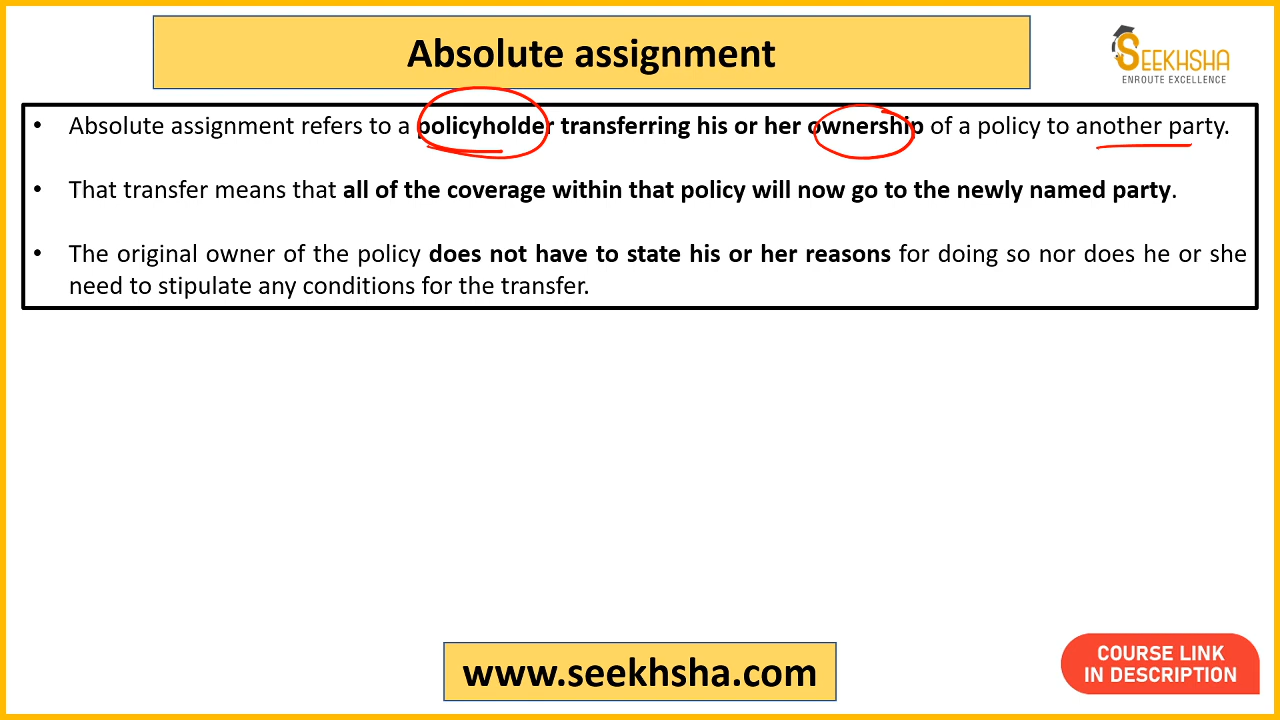 Absolute assignment
SEEKHSHA
ENROUTE EXCELLENCE
• Absolute assignment refers to a policyholder transferring his or her ownership of a policy to another party.
• That transfer means that all of the coverage within that policy will now go to the newly named party.
• The original owner of the policy does not have to state his or her reasons for doing so nor does he or she
need to stipulate any conditions for the transfer.
www.seekhsha.com
COURSE LINK
IN DESCRIPTION